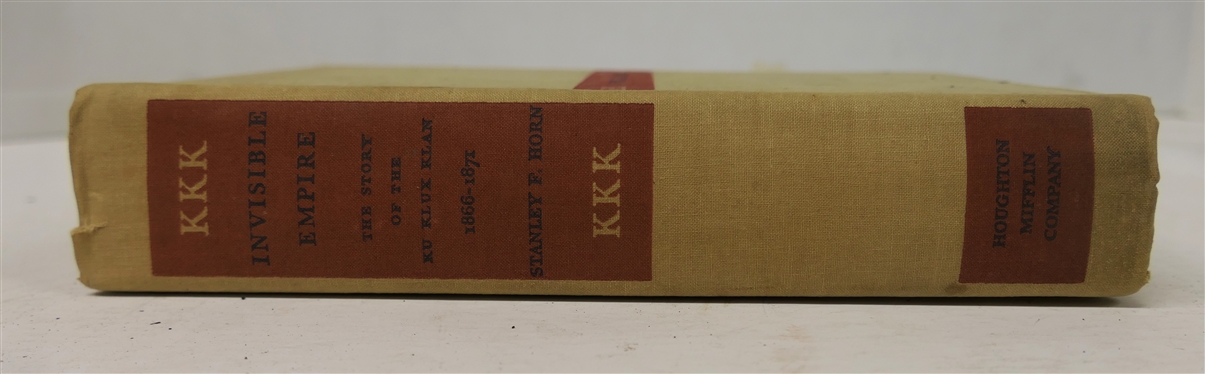 KKK
INVISIBLE
EMPIRE
THE STORY
OF THE
KU KLUX KLAN
1866-1871
STANLEY F. HORN
KKK
HOUGHTON
MIFFLIN
COMPANY